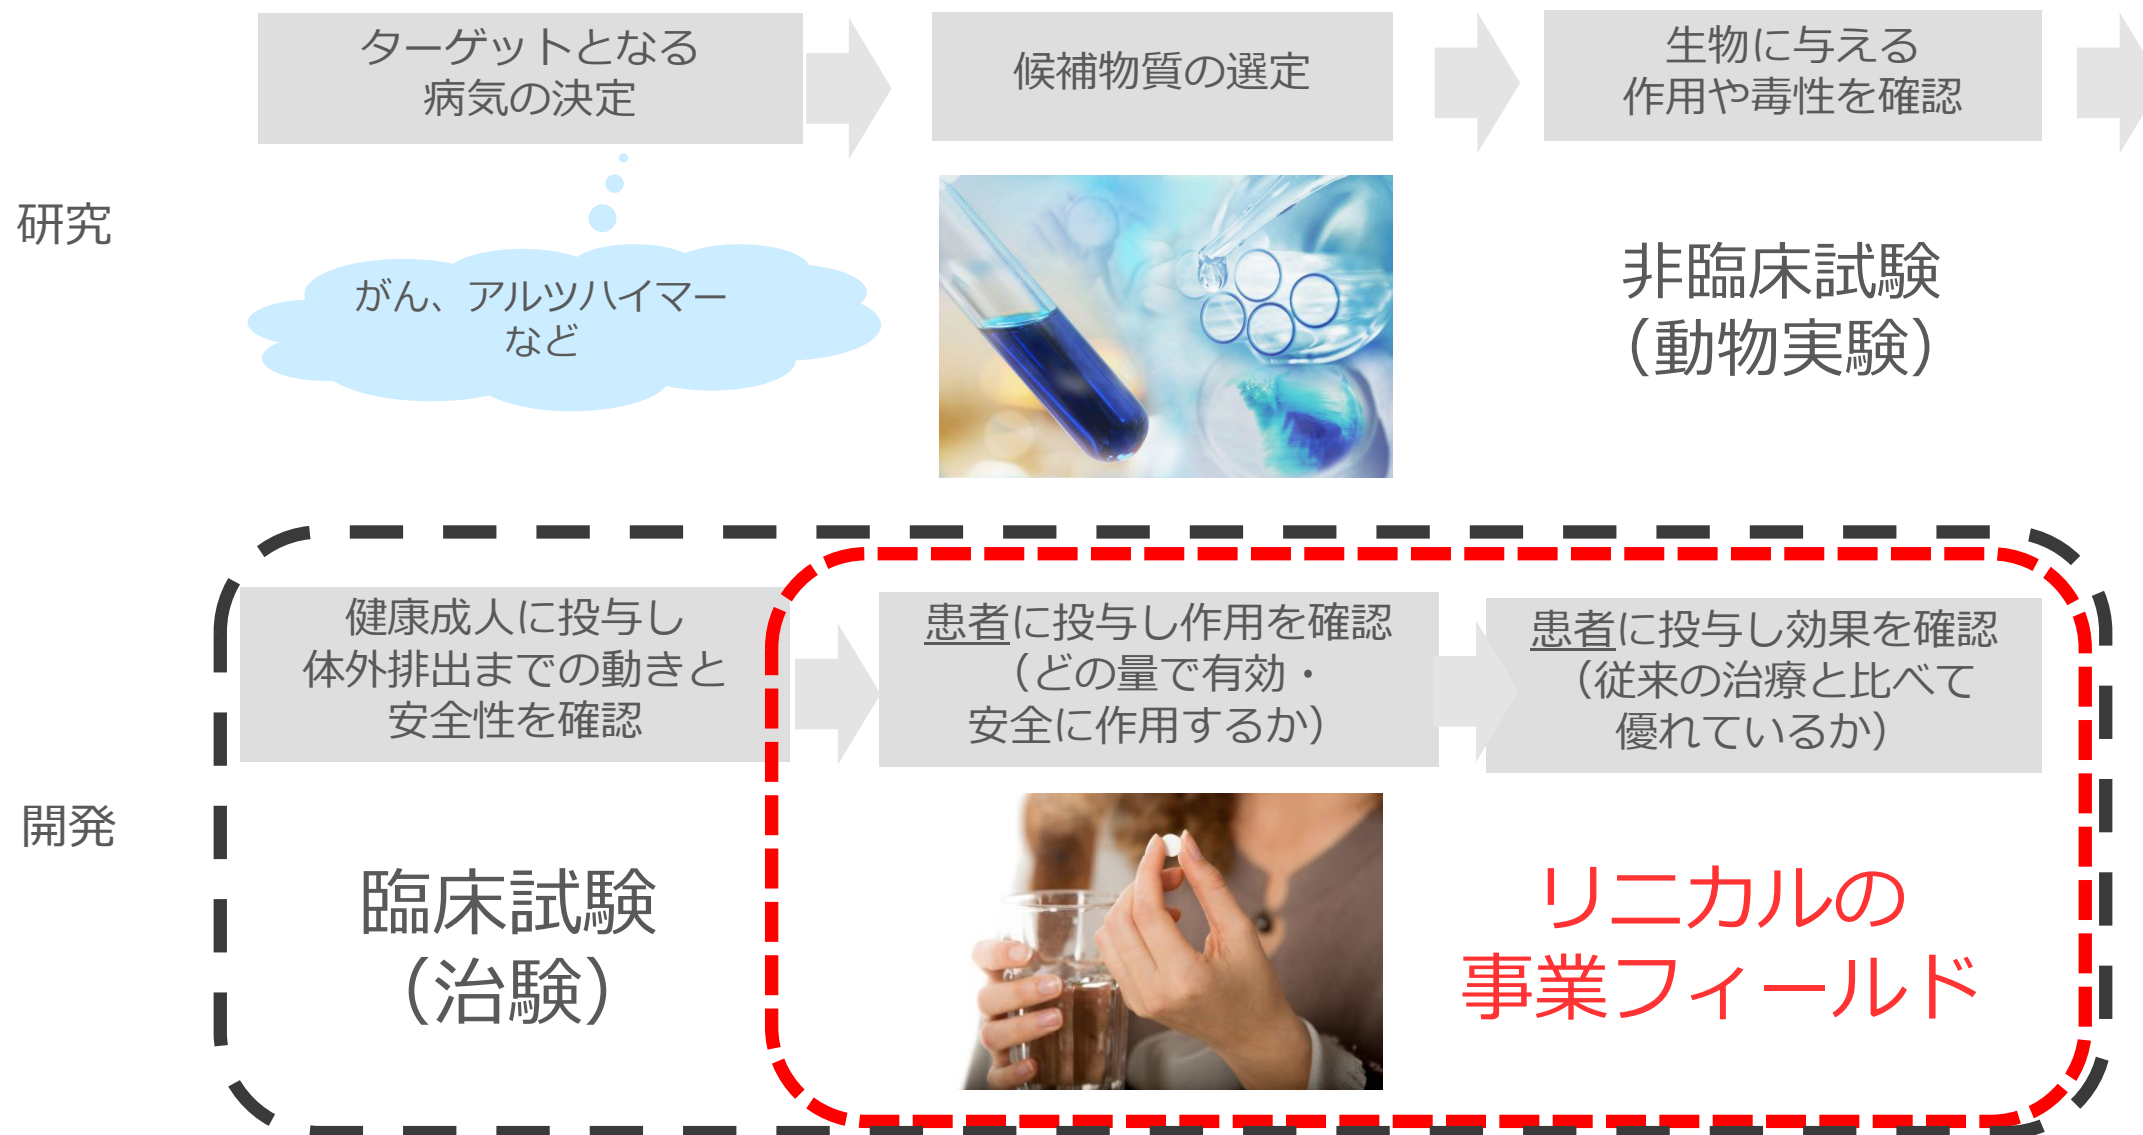 ターゲットとなる
病気の決定
候補物質の選定
生物に与える
作用や毒性を確認
研究
がん、アルツハイマー
など
非臨床試験
（動物実験）
健康成人に投与し
体外排出までの動きと
安全性を確認
患者に投与し作用を確認
（どの量で有効・
安全に作用するか）
患者に投与し効果を確認
（従来の治療と比べて
優れているか）
開発
臨床試験
（治験）
リニカルの
事業フィールド